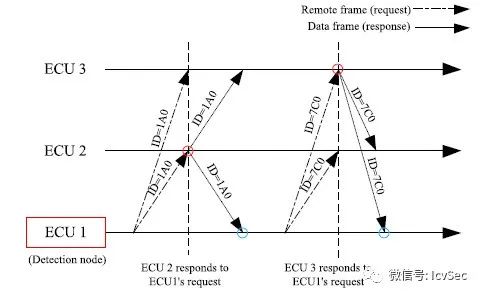 Remote frame (request)
Data frame (response)
ECU 3
ID=1A0
ID=1A0
ID=7C0
ID=7C0
ECU 2
ID=1A0
ID=1A0
ID=7C0
ID=7C0
ECU 1
(Detection node)
ECU 2 responds to
ECU1's request
ECU 3 responds to
ECU1's request
微信号: IcvSec